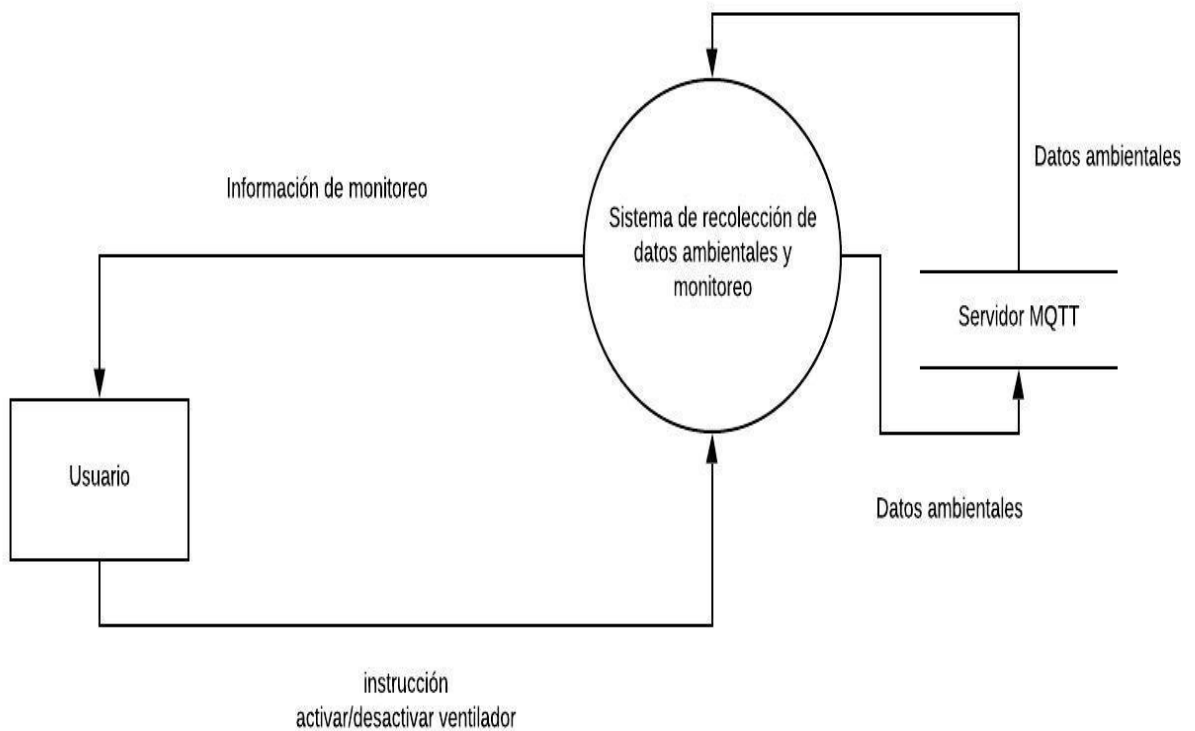 Datos ambientales
Información de monitoreo
Sistema de recolección de
datos ambientales y
monitoreo
Servidor MQTT
Usuario
Datos ambientales
instrucción
activar/desactivar ventilador